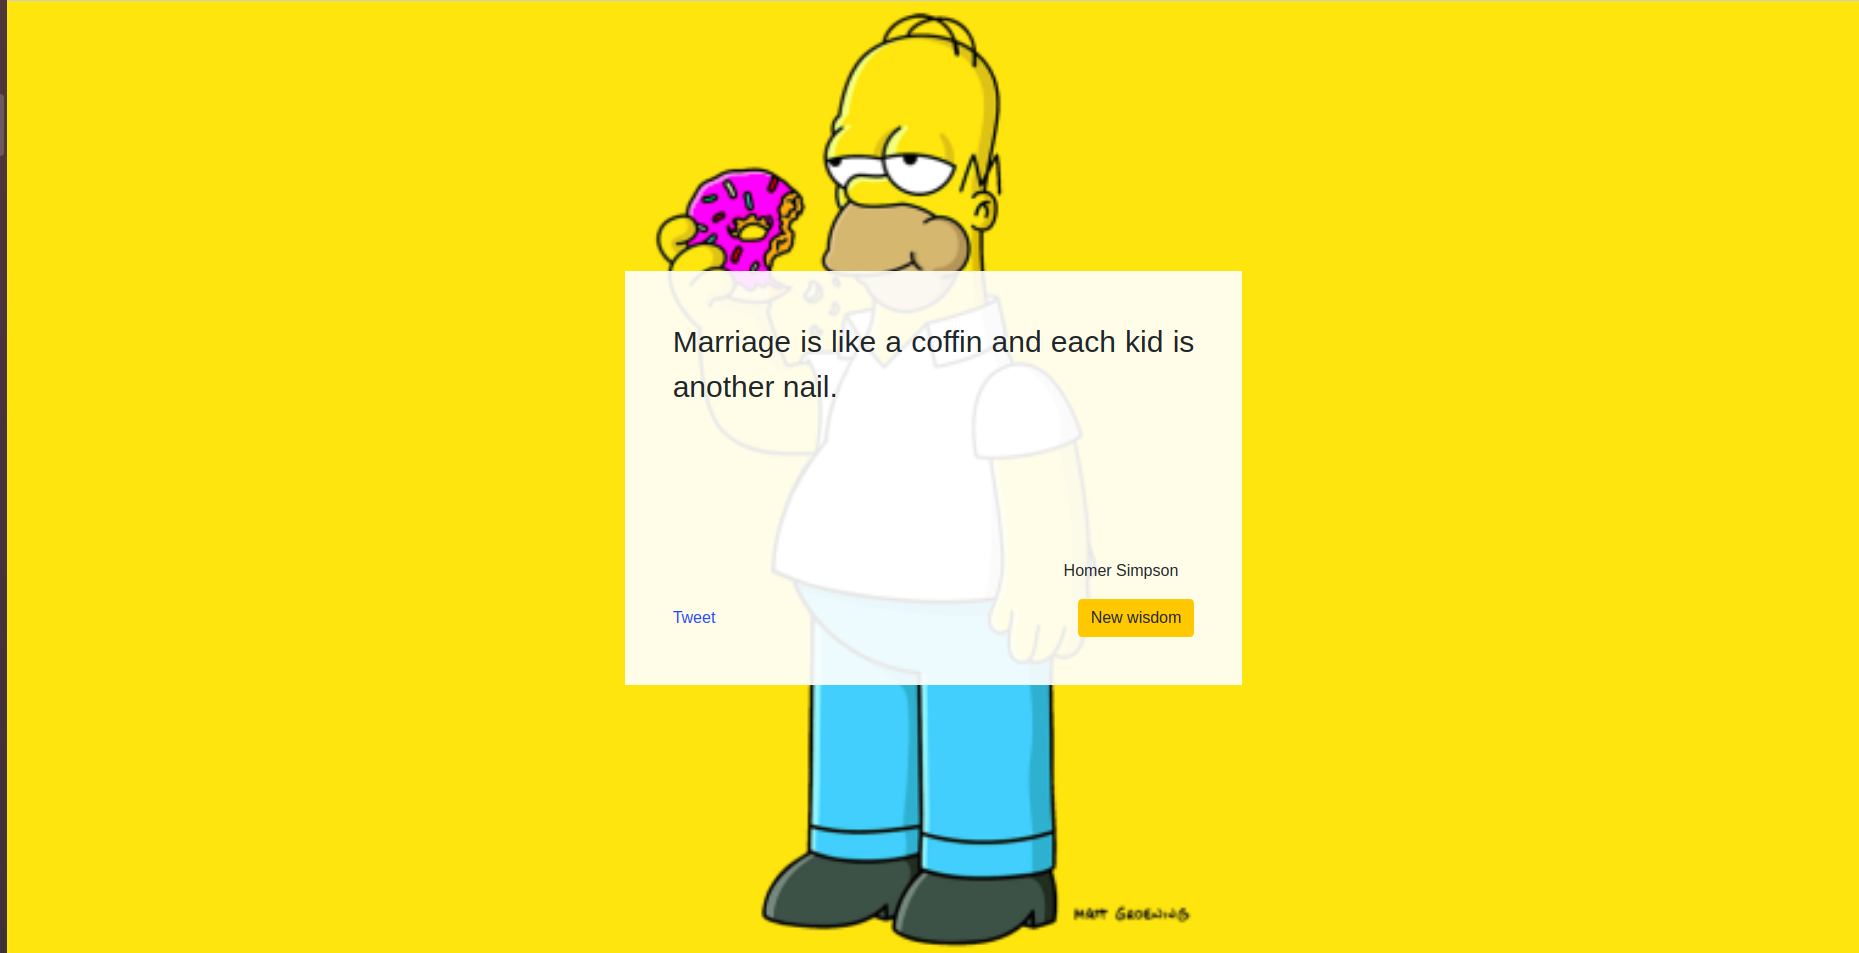 Marriage is like a coffin and each kid is
another nail.
Homer Simpson
Tweet
New wisdom
MATT GROENING